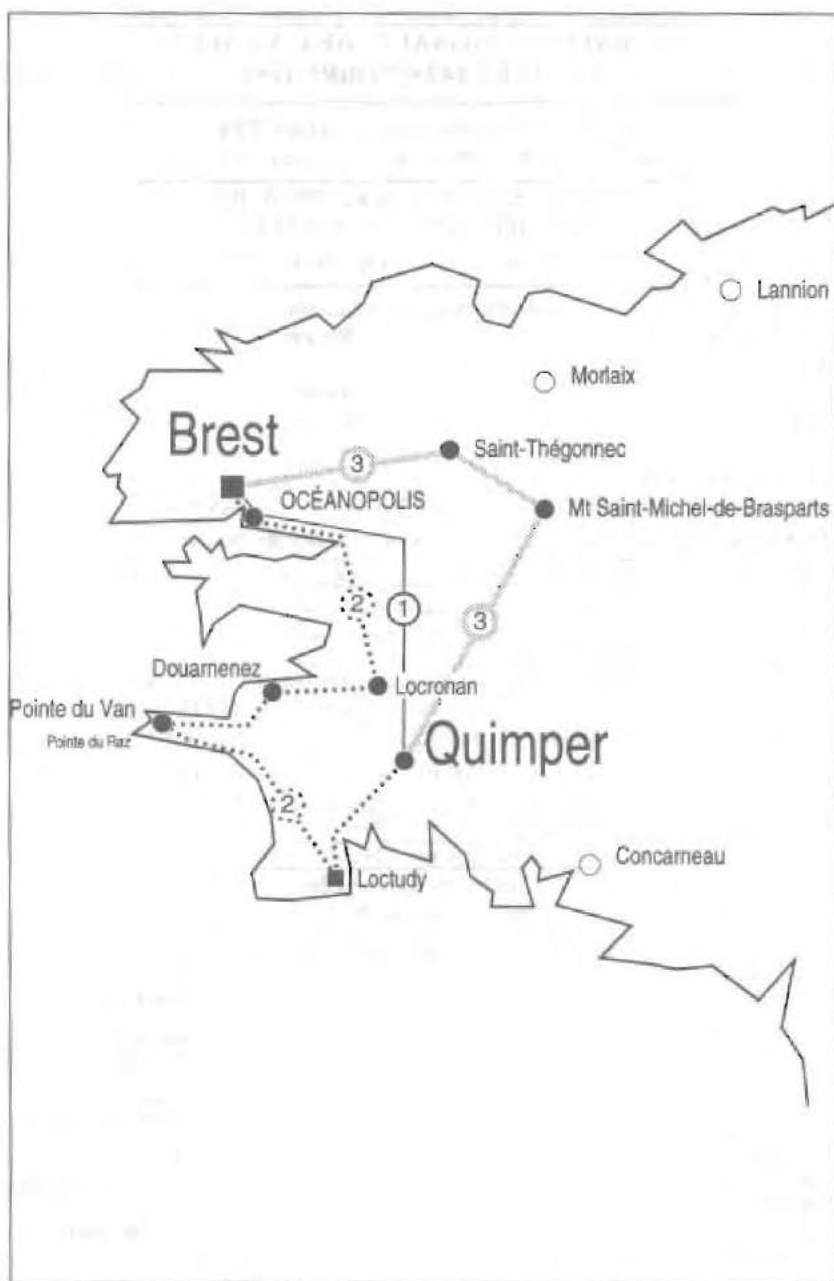 Lannion
Morlaix
Brest
3
Saint-Thégonnec
OCÉANOPOLIS
Mt Saint-Michel-de-Brasparts
2
1
3
Douarnenez
Locronan
Pointe du Van
Pointe du Raz
Quimper
2
Concarneau
Loctudy